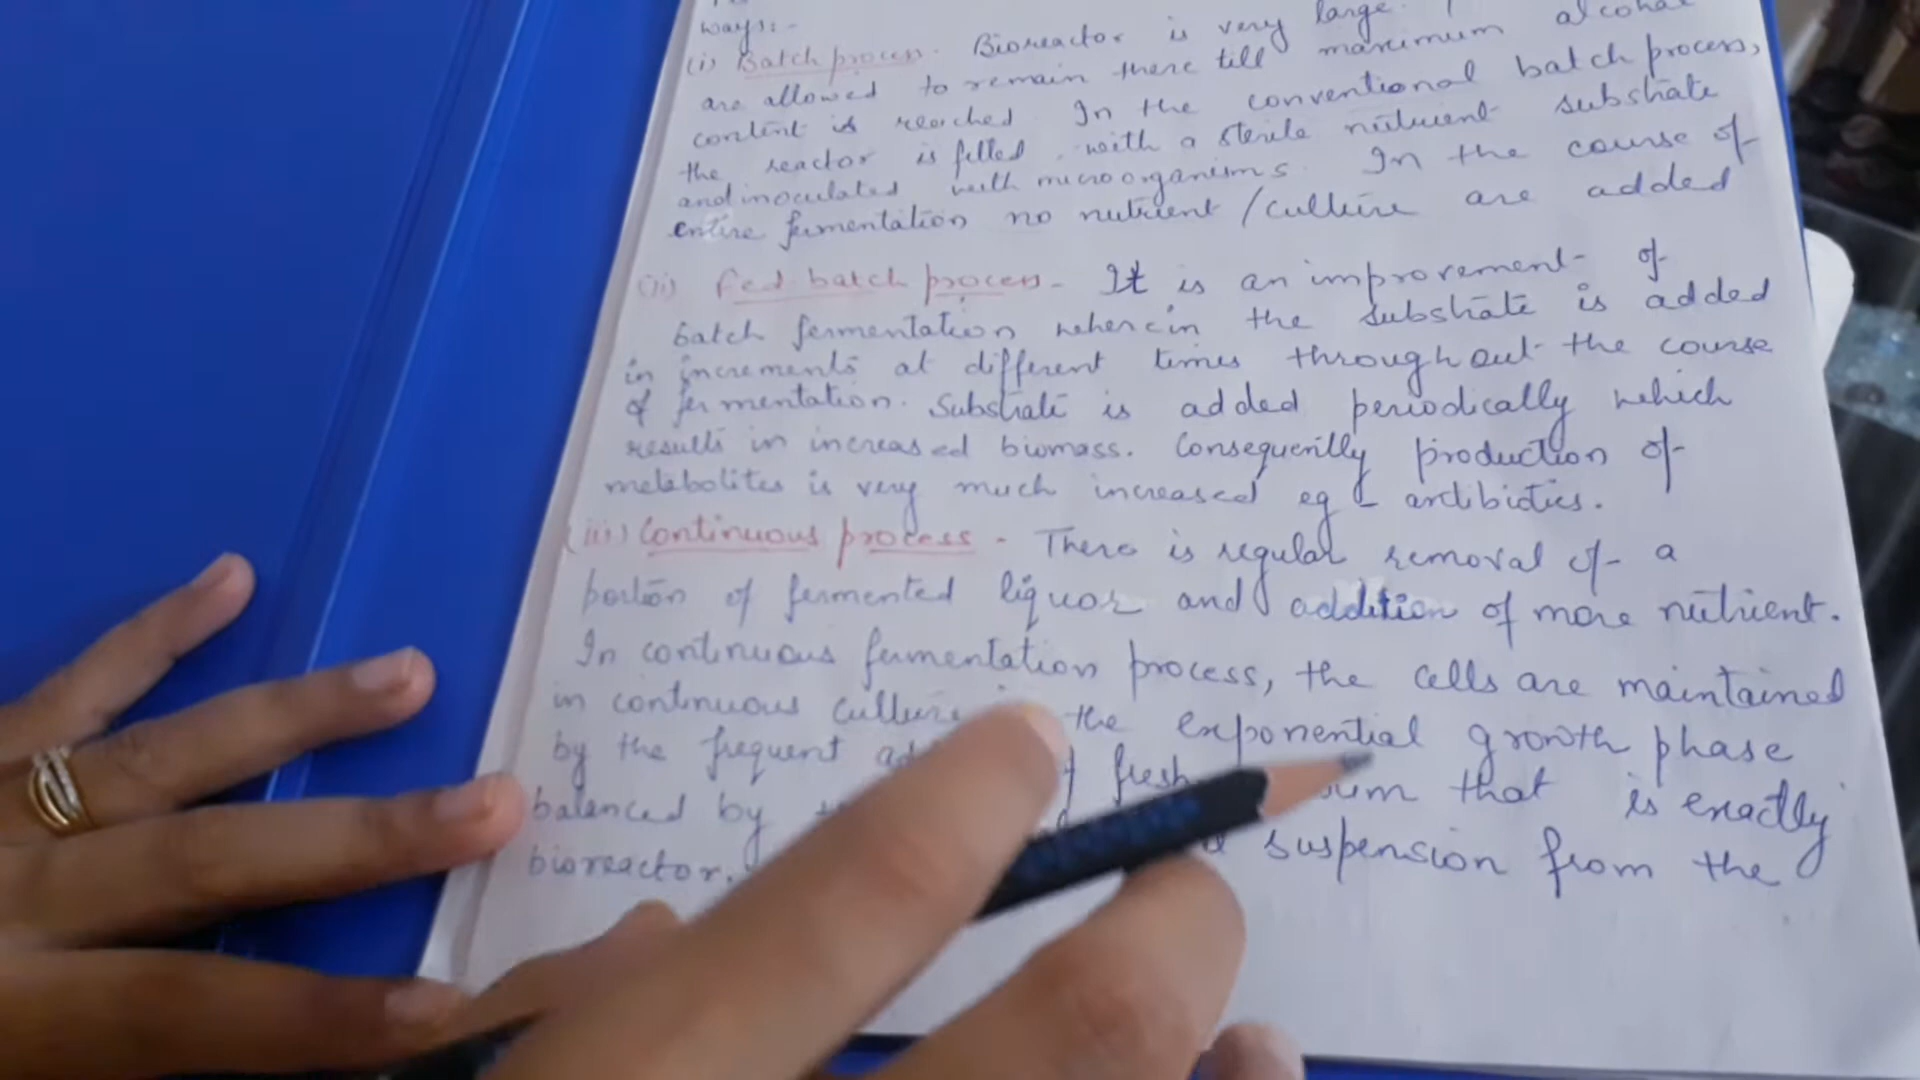 ways:-
(i) Batch process. Bioreactor is very large.
are allowed to remain there till maximum alcohol
content is reached In the conventional batch process,
the reactor is filled with a sterile nutrient substrate
and inoculated with microorganisms. In the course of
entire fermentation no nutrient / culture are added
(ii) Fed batch process- It is an improvement of
batch fermentation wherein the substrate is added
in increments at different times throughout the course
of fermentation. Substrate is added periodically which
results in increased biomass. Consequently production of
metabolites is very much increased eg - antibiotics.
(iii) Continuous process - There is regular removal of a
portion of fermented liquor and addition of more nutrient.
In continuous fermentation process, the cells are maintained
in continuous culture the exponential growth phase
by the frequent fresh that is exactly
balanced by suspension from the
bioreactor.